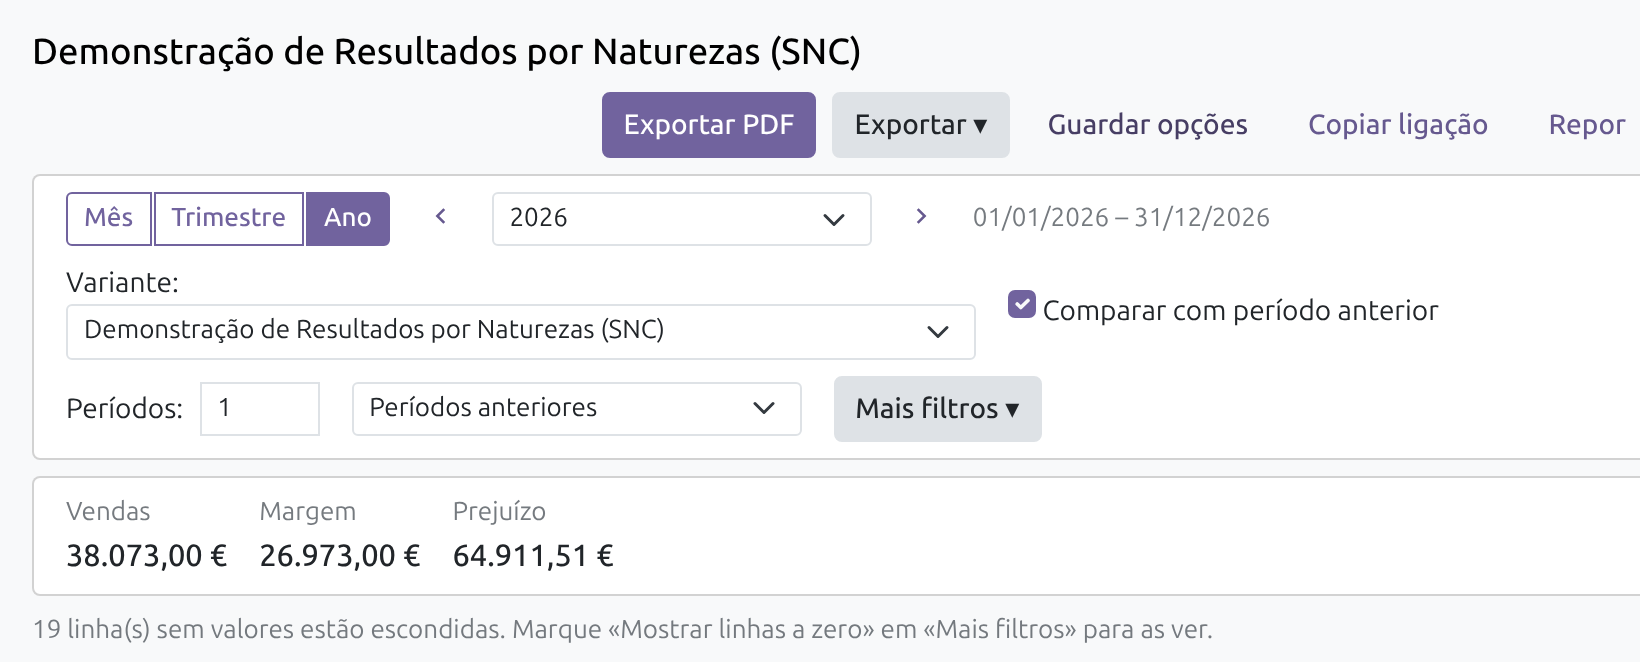 Demonstração de Resultados por Naturezas (SNC)
Exportar PDF Exportar ▾ Guardar opções Copiar ligação Repor
Mês Trimestre Ano ‹ 2026 › 01/01/2026 – 31/12/2026
Variante:
Demonstração de Resultados por Naturezas (SNC)
Comparar com período anterior
Períodos: 1 Períodos anteriores Mais filtros ▾
Vendas Margem Prejuízo
38.073,00 € 26.973,00 € 64.911,51 €
19 linha(s) sem valores estão escondidas. Marque «Mostrar linhas a zero» em «Mais filtros» para as ver.